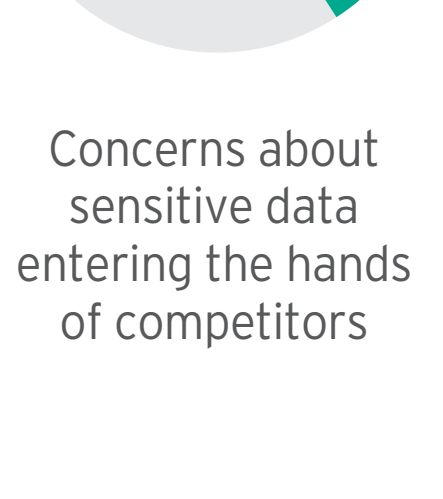 Concerns about
sensitive data
entering the hands
of competitors